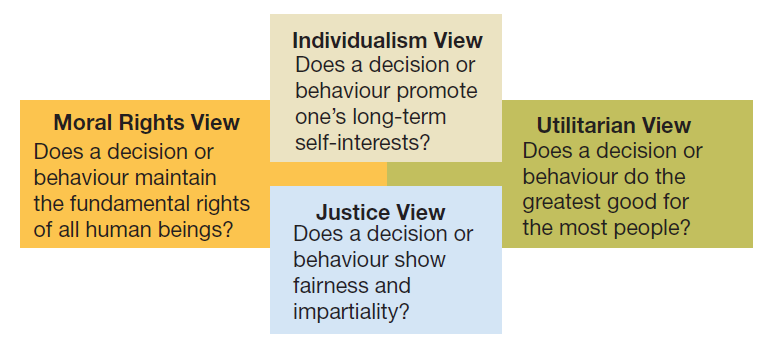 Individualism View
Does a decision or
behaviour promote
one's long-term
self-interests?
Moral Rights View
Does a decision or
behaviour maintain
the fundamental rights
of all human beings?
Utilitarian View
Does a decision or
behaviour do the
greatest good for
the most people?
Justice View
Does a decision or
behaviour show
fairness and
impartiality?